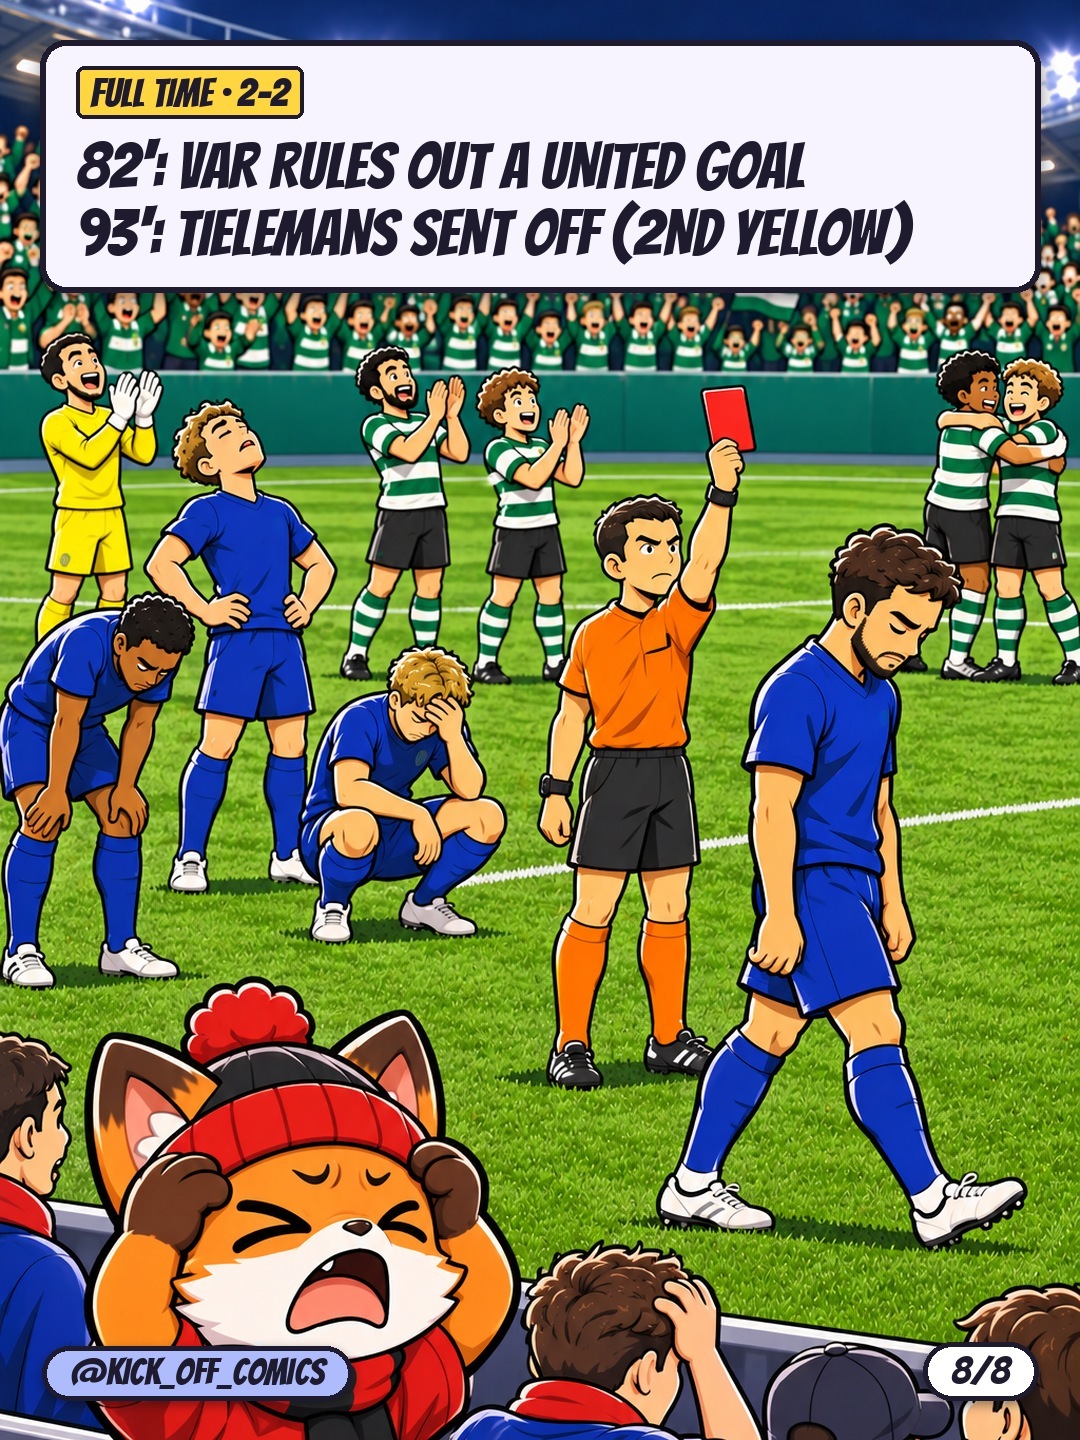 FULL TIME • 2-2
82': VAR RULES OUT A UNITED GOAL
93': TIELEMANS SENT OFF (2ND YELLOW)
@KICK_OFF_COMICS
8/8